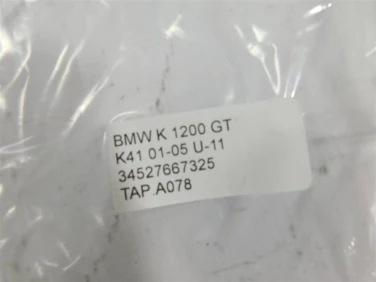 BMW K 1200 GT
K41 01-05 U-11
34527667325
TAP.A078